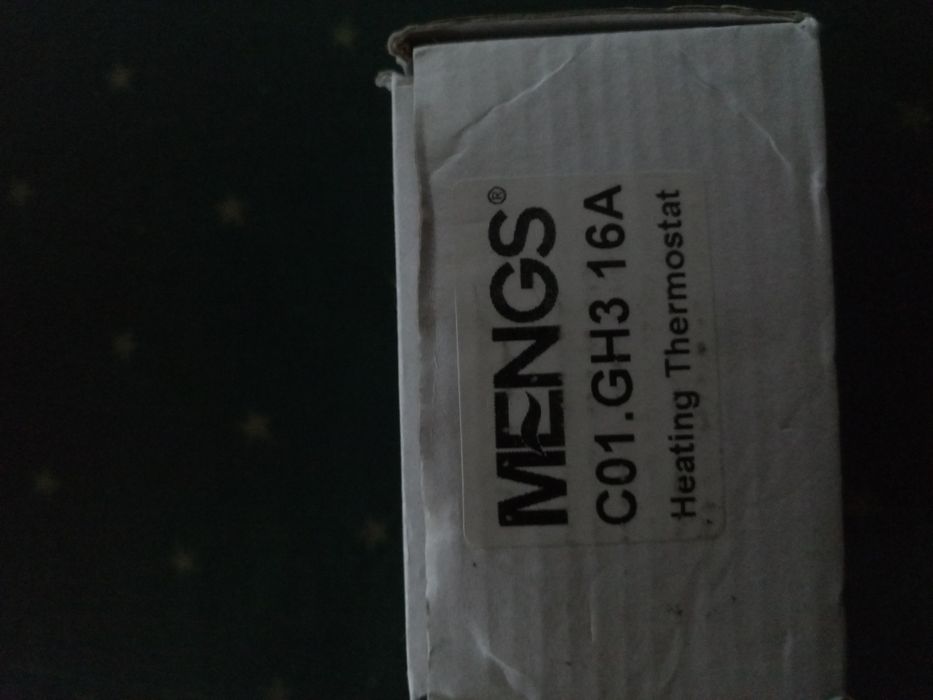 MENGS®
C01.GH3 16A
Heating Thermostat